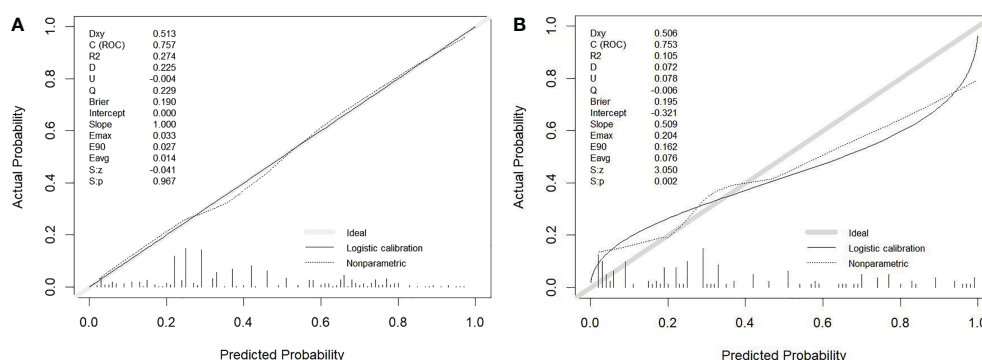 A
Dxy 0.513
C (ROC) 0.757
R2 0.274
D 0.225
U -0.004
Q 0.229
Brier 0.190
Intercept 0.000
Slope 1.000
Emax 0.033
E90 0.027
Eavg 0.014
S:z -0.041
S:p 0.967
Actual Probability
0.0
0.2
0.4
0.6
0.8
1.0
Ideal
Logistic calibration
Nonparametric
0.0 0.2 0.4 0.6 0.8 1.0
Predicted Probability
B
Dxy 0.506
C (ROC) 0.753
R2 0.105
D 0.072
U 0.078
Q -0.006
Brier 0.195
Intercept -0.321
Slope 0.509
Emax 0.204
E90 0.162
Eavg 0.076
S:z 3.050
S:p 0.002
Actual Probability
0.0
0.2
0.4
0.6
0.8
1.0
Ideal
Logistic calibration
Nonparametric
0.0 0.2 0.4 0.6 0.8 1.0
Predicted Probability